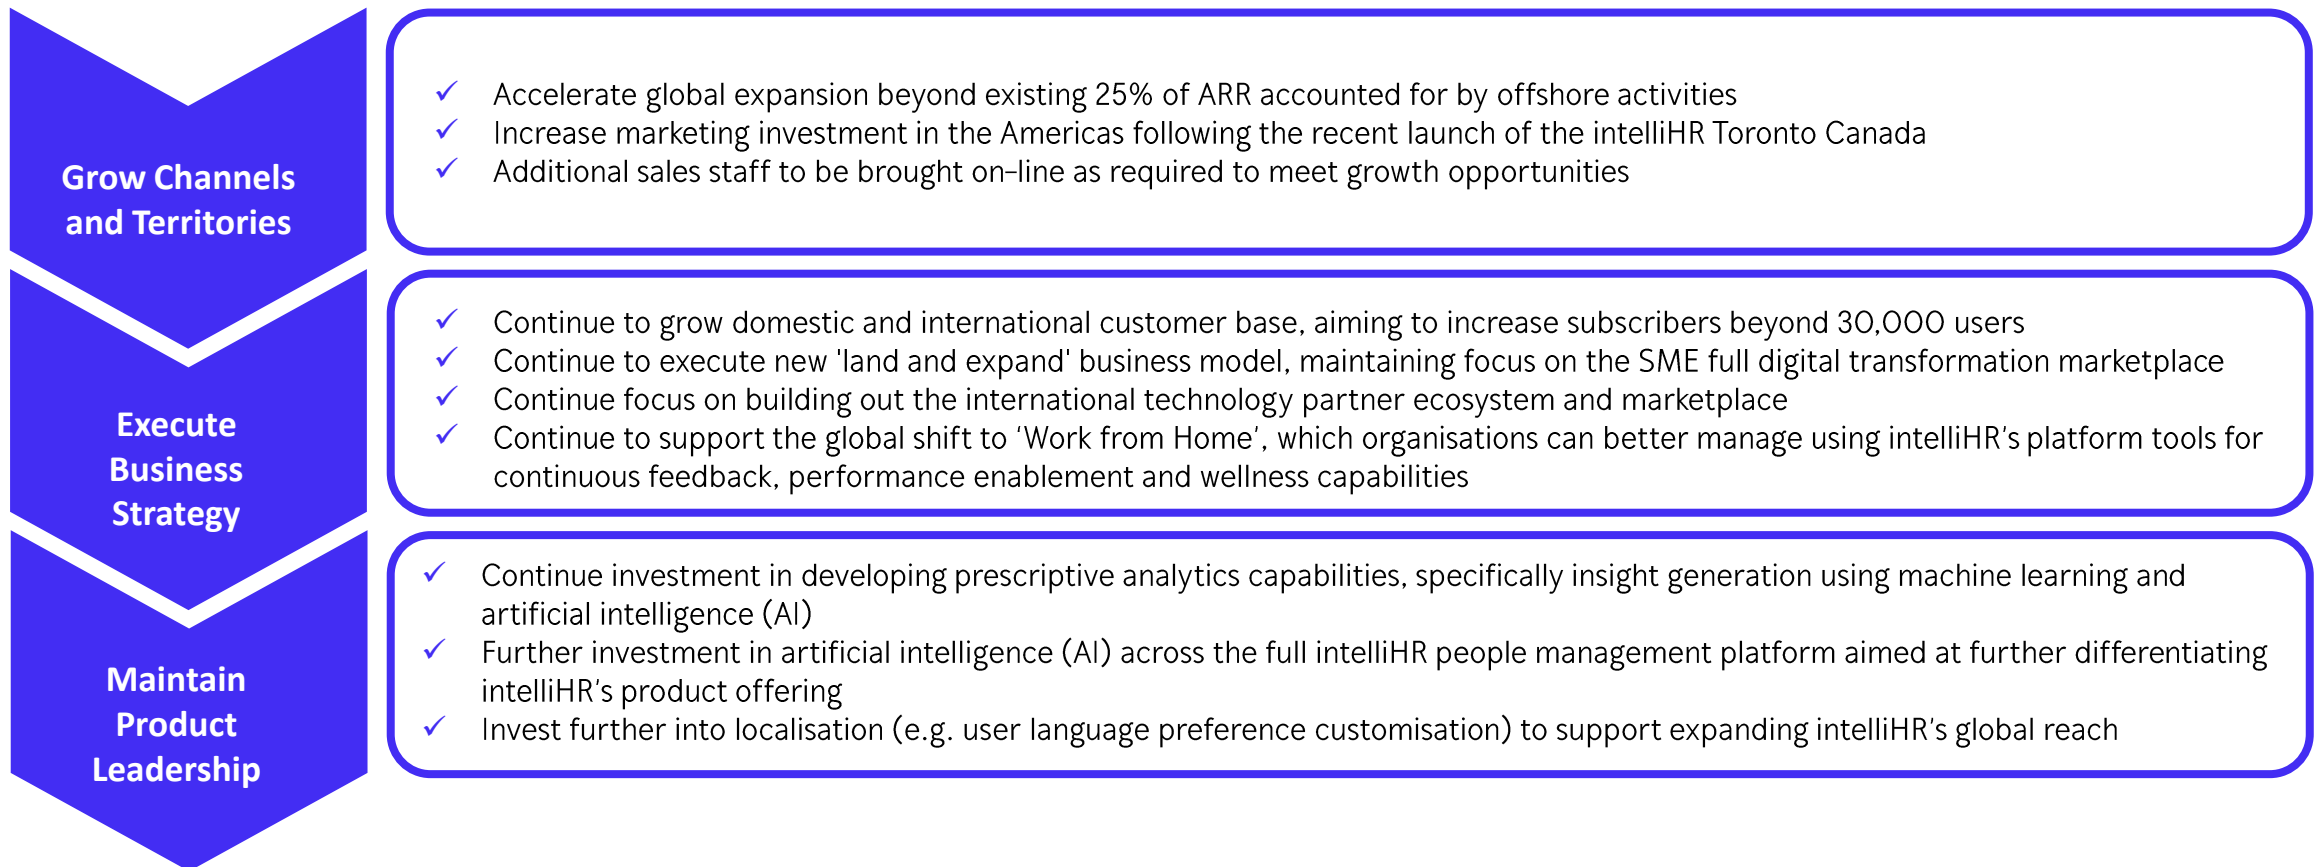 Grow Channels
and Territories
✓ Accelerate global expansion beyond existing 25% of ARR accounted for by offshore activities
✓ Increase marketing investment in the Americas following the recent launch of the intelliHR Toronto Canada
✓ Additional sales staff to be brought on-line as required to meet growth opportunities
Execute
Business
Strategy
✓ Continue to grow domestic and international customer base, aiming to increase subscribers beyond 30,000 users
✓ Continue to execute new 'land and expand' business model, maintaining focus on the SME full digital transformation marketplace
✓ Continue focus on building out the international technology partner ecosystem and marketplace
✓ Continue to support the global shift to ‘Work from Home’, which organisations can better manage using intelliHR’s platform tools for
continuous feedback, performance enablement and wellness capabilities
Maintain
Product
Leadership
✓ Continue investment in developing prescriptive analytics capabilities, specifically insight generation using machine learning and
artificial intelligence (AI)
✓ Further investment in artificial intelligence (AI) across the full intelliHR people management platform aimed at further differentiating
intelliHR’s product offering
✓ Invest further into localisation (e.g. user language preference customisation) to support expanding intelliHR’s global reach